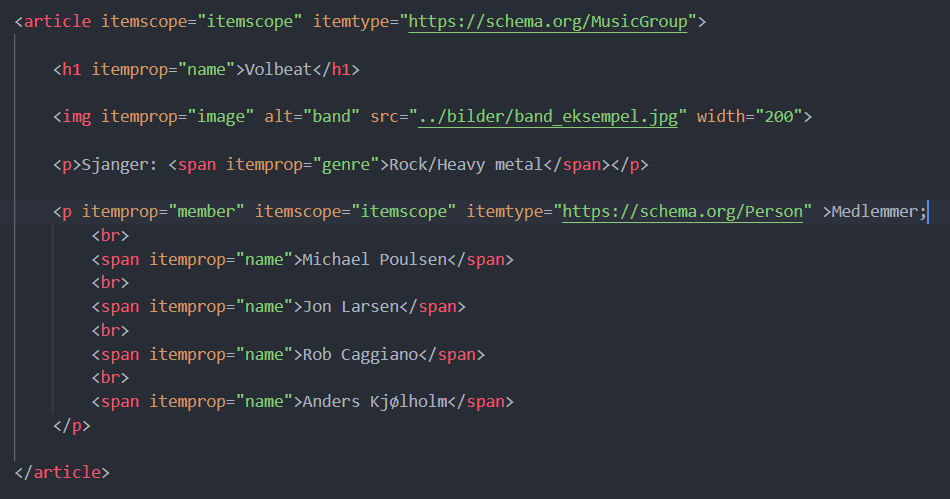 <article itemscope="itemscope" itemtype="https://schema.org/MusicGroup">
<h1 itemprop="name">Volbeat</h1>
<img itemprop="image" alt="band" src="../bilder/band_eksempel.jpg" width="200">
<p>Sjanger: <span itemprop="genre">Rock/Heavy metal</span></p>
<p itemprop="member" itemscope="itemscope" itemtype="https://schema.org/Person" >Medlemmer;
<br>
<span itemprop="name">Michael Poulsen</span>
<br>
<span itemprop="name">Jon Larsen</span>
<br>
<span itemprop="name">Rob Caggiano</span>
<br>
<span itemprop="name">Anders Kjølholm</span>
</p>
</article>